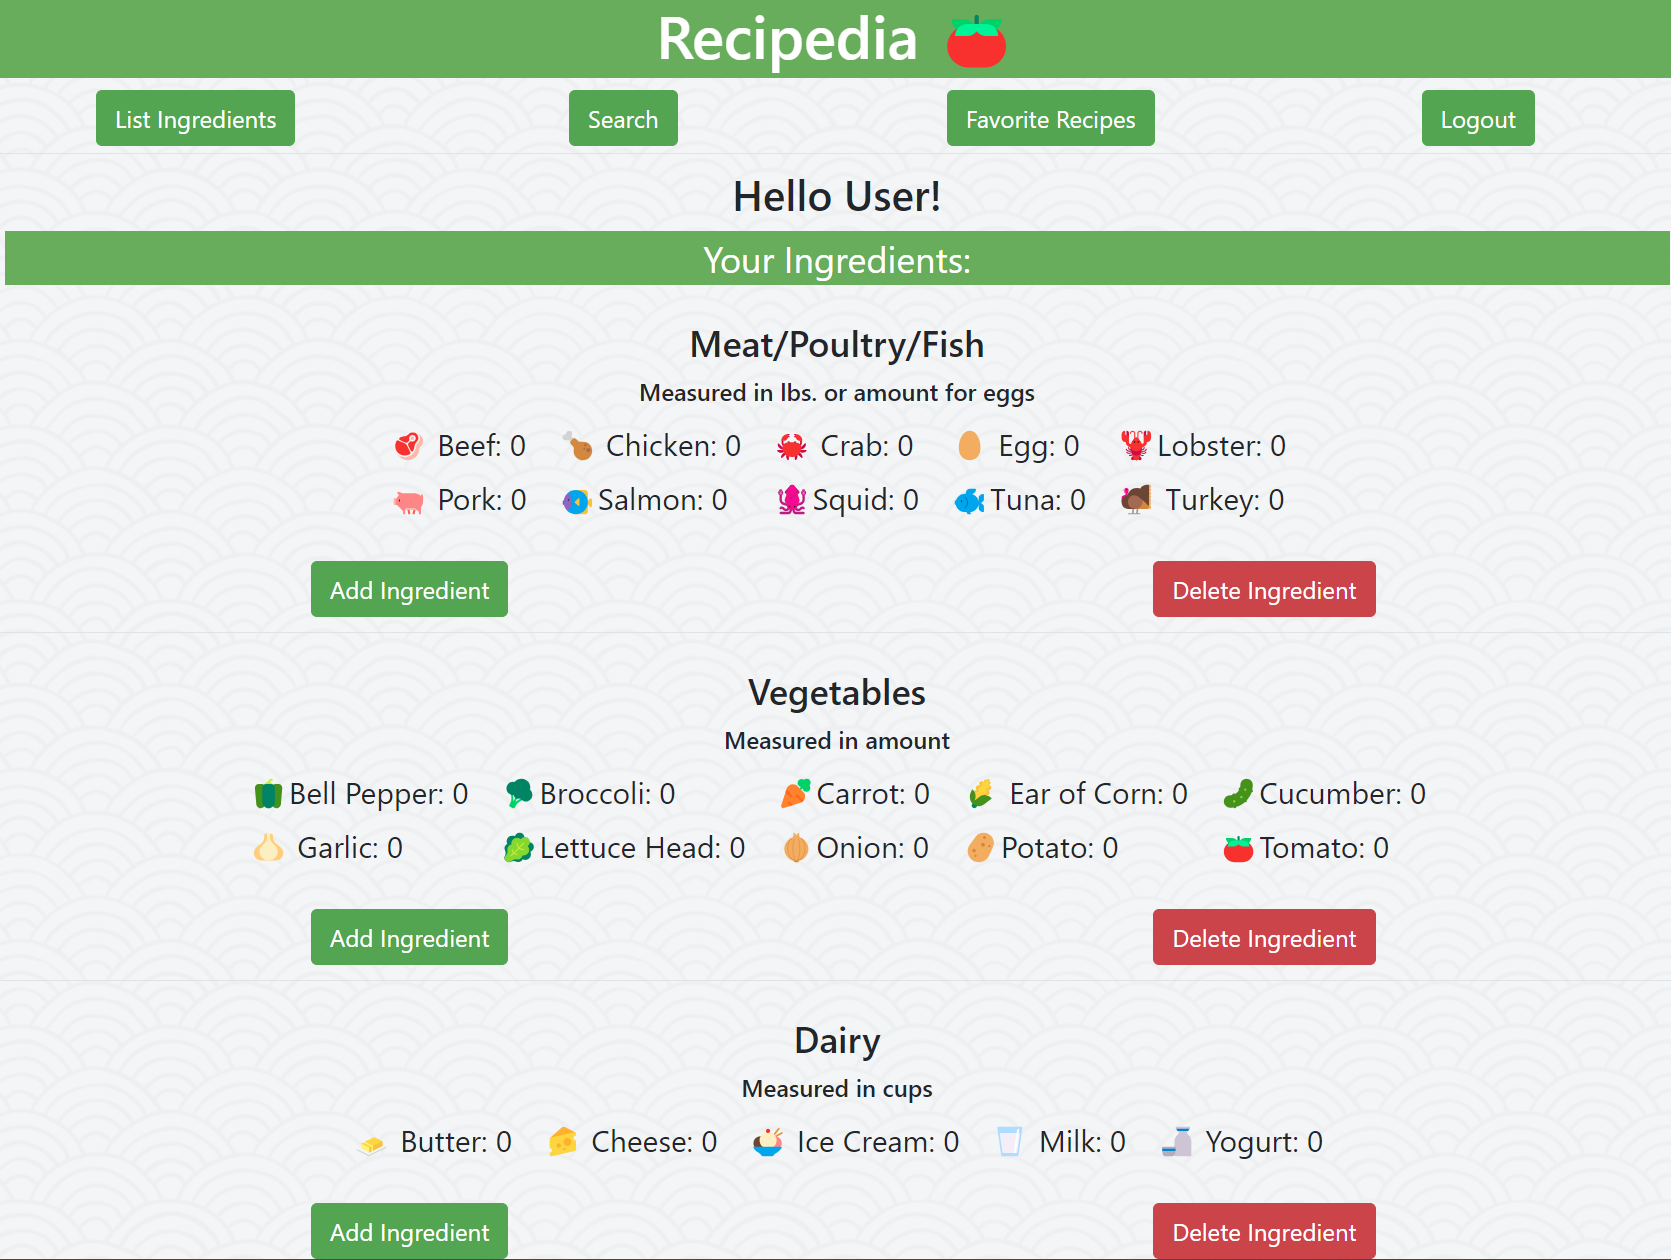 Recipedia
List Ingredients Search Favorite Recipes Logout
Hello User!
Your Ingredients:
Meat/Poultry/Fish
Measured in lbs. or amount for eggs
Beef: 0 Chicken: 0 Crab: 0 Egg: 0 Lobster: 0
Pork: 0 Salmon: 0 Squid: 0 Tuna: 0 Turkey: 0
Add Ingredient Delete Ingredient
Vegetables
Measured in amount
Bell Pepper: 0 Broccoli: 0 Carrot: 0 Ear of Corn: 0 Cucumber: 0
Garlic: 0 Lettuce Head: 0 Onion: 0 Potato: 0 Tomato: 0
Add Ingredient Delete Ingredient
Dairy
Measured in cups
Butter: 0 Cheese: 0 Ice Cream: 0 Milk: 0 Yogurt: 0
Add Ingredient Delete Ingredient